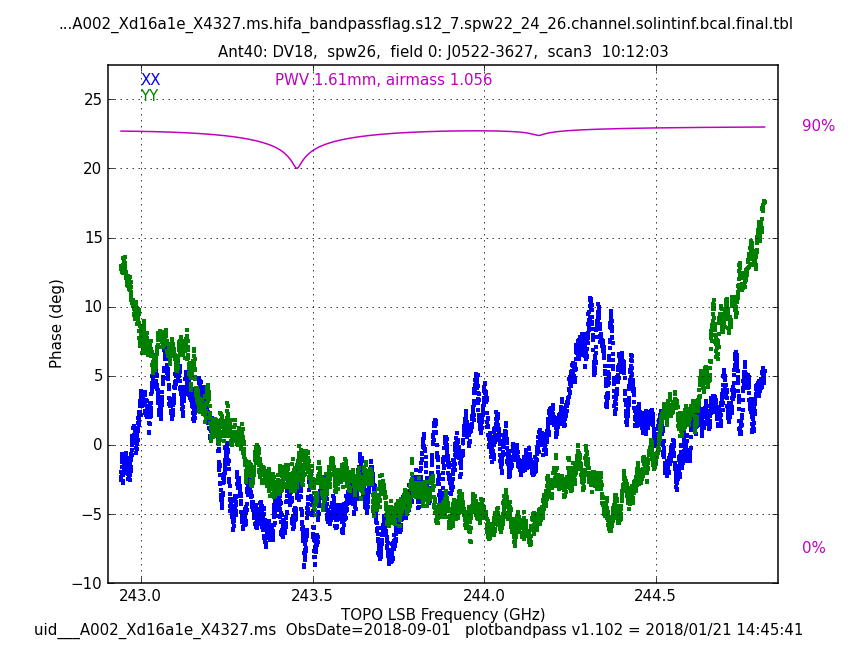 ...A002_Xd16a1e_X4327.ms.hifa_bandpassflag.s12_7.spw22_24_26.channel.solintinf.bcal.final.tbl
Ant40: DV18,  spw26,  field 0: J0522-3627,  scan3  10:12:03
XX
PWV 1.61mm, airmass 1.056
YY
25
90%
20
15
10
5
0
−5
−10
0%
Phase (deg)
243.0
243.5
244.0
244.5
TOPO LSB Frequency (GHz)
uid___A002_Xd16a1e_X4327.ms  ObsDate=2018-09-01   plotbandpass v1.102 = 2018/01/21 14:45:41